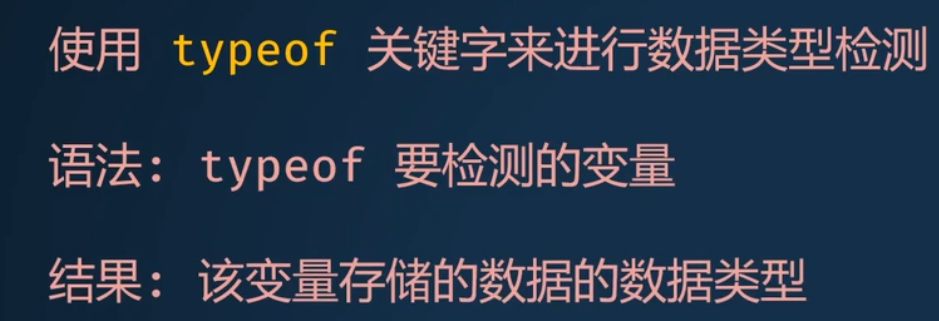 使用 typeof 关键字来进行数据类型检测
语法: typeof 要检测的变量
结果: 该变量存储的数据的数据类型